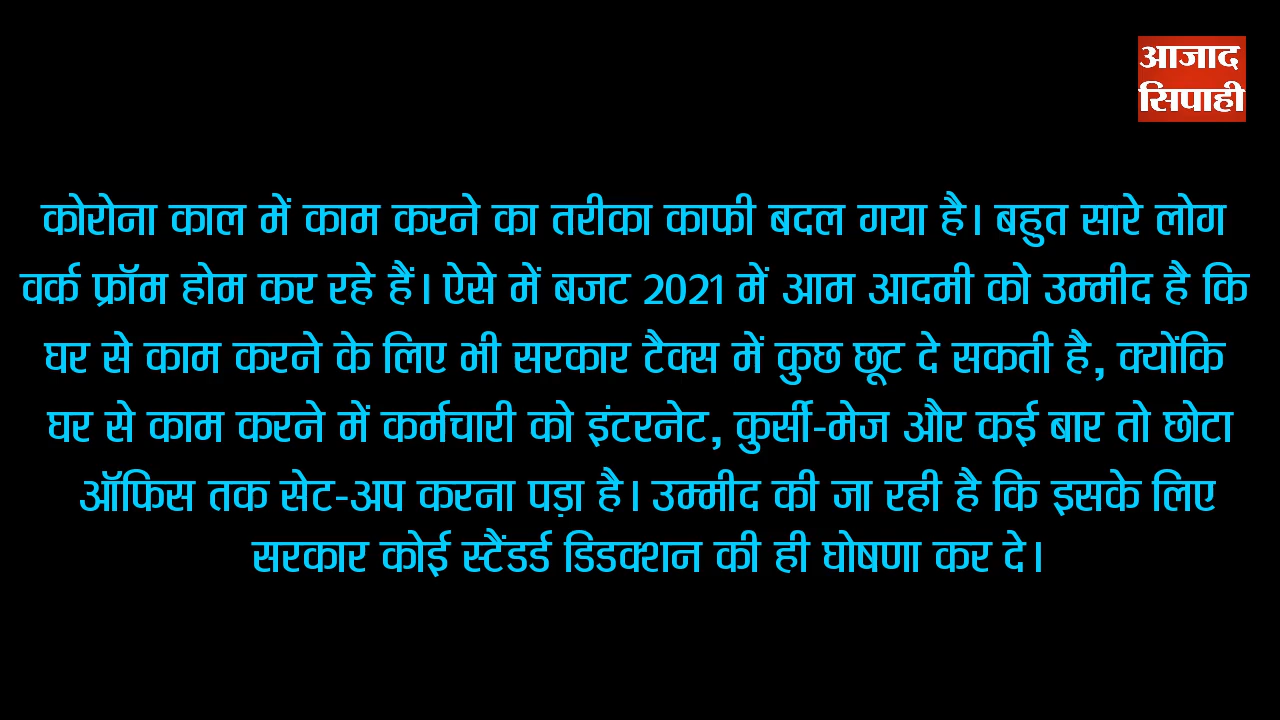 आजाद
सिपाही
कोरोना काल में काम करने का तरीका काफी बदल गया है। बहुत सारे लोग
वर्क फ्रॉम होम कर रहे हैं। ऐसे में बजट 2021 में आम आदमी को उम्मीद है कि
घर से काम करने के लिए भी सरकार टैक्स में कुछ छूट दे सकती है, क्योंकि
घर से काम करने में कर्मचारी को इंटरनेट, कुर्सी-मेज और कई बार तो छोटा
ऑफिस तक सेट-अप करना पड़ा है। उम्मीद की जा रही है कि इसके लिए
सरकार कोई स्टैंडर्ड डिडक्शन की ही घोषणा कर दे।